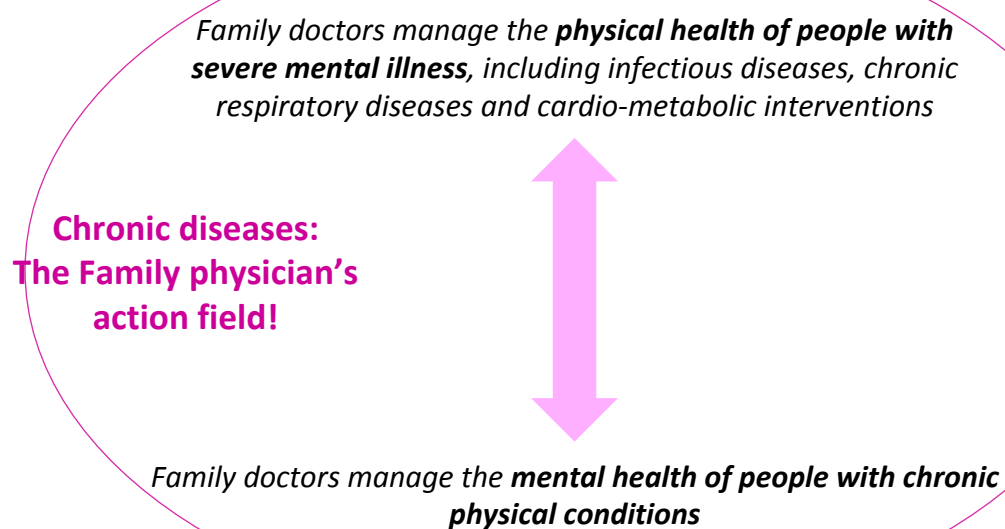 Family doctors manage the physical health of people with
severe mental illness, including infectious diseases, chronic
respiratory diseases and cardio-metabolic interventions
Chronic diseases:
The Family physician’s
action field!
Family doctors manage the mental health of people with chronic
physical conditions